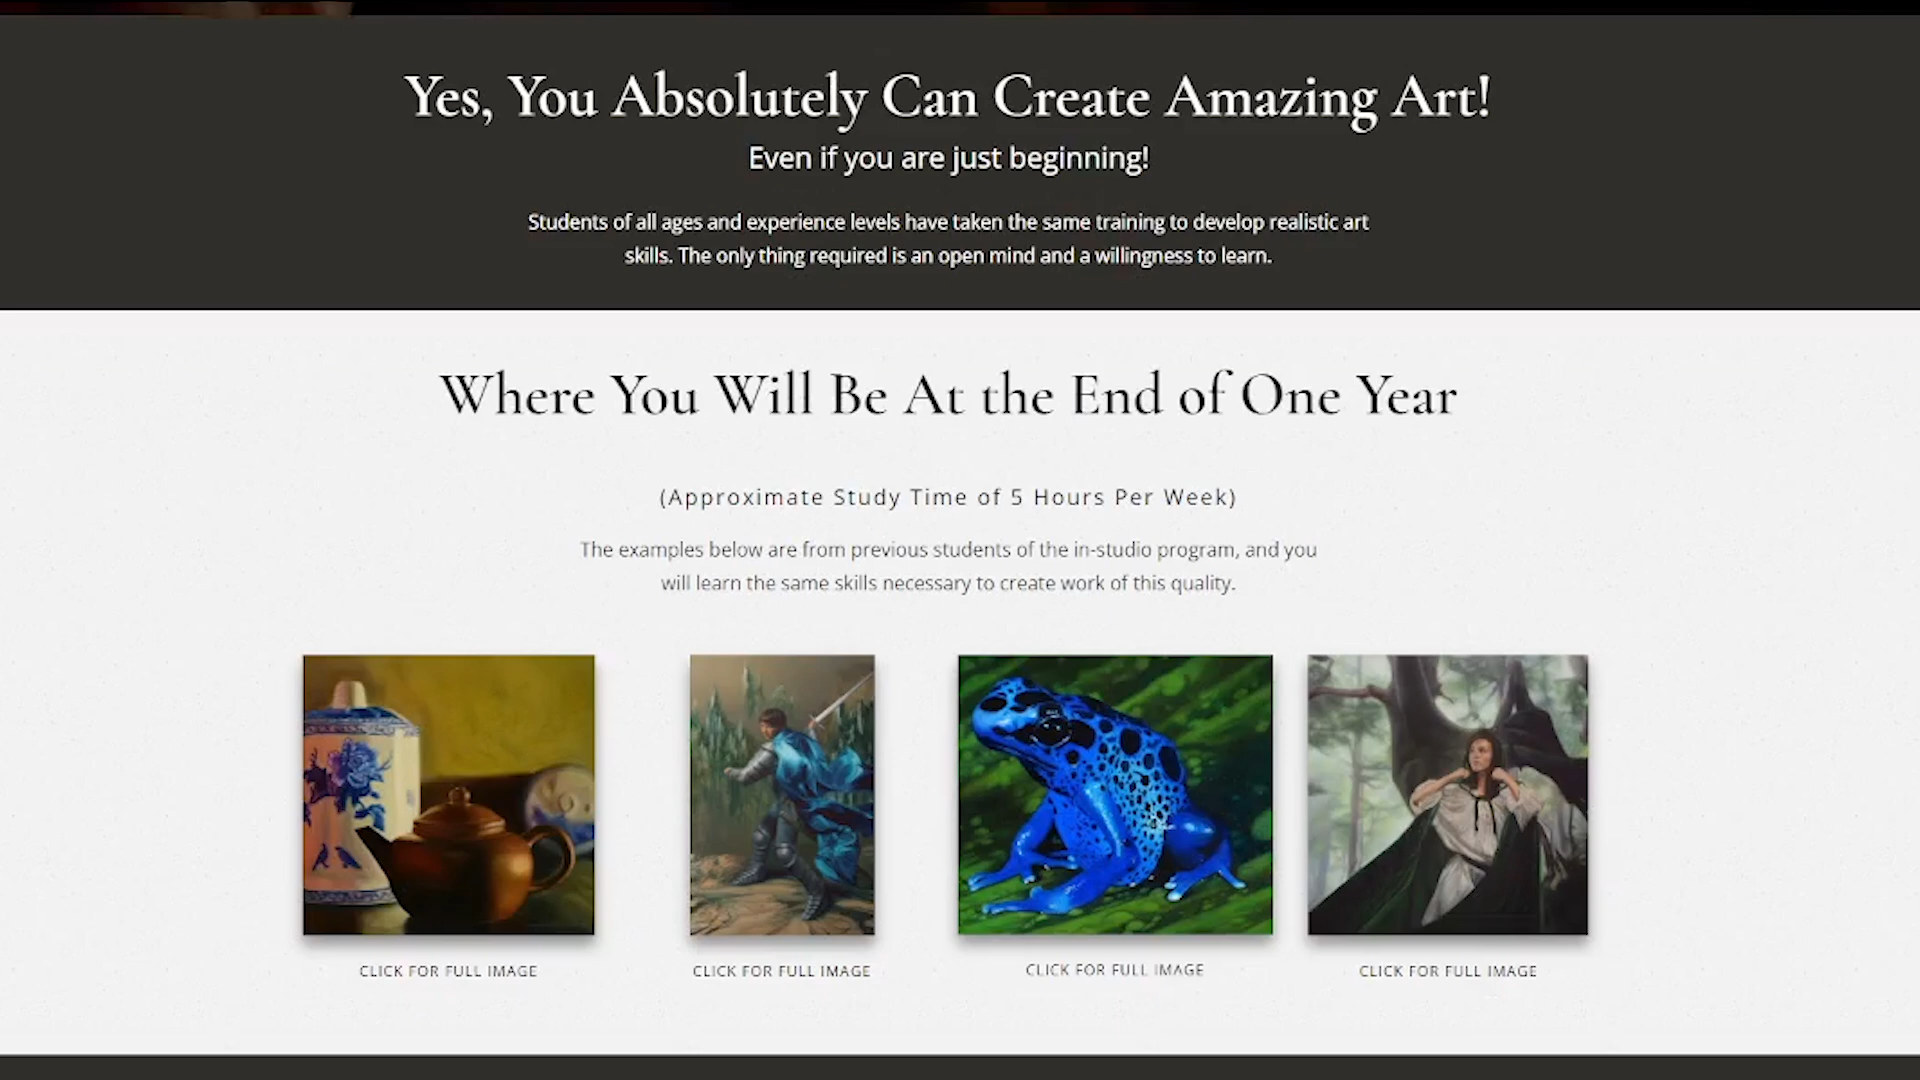 Yes, You Absolutely Can Create Amazing Art!
Even if you are just beginning!
Students of all ages and experience levels have taken the same training to develop realistic art
skills. The only thing required is an open mind and a willingness to learn.
Where You Will Be At the End of One Year
(Approximate Study Time of 5 Hours Per Week)
The examples below are from previous students of the in-studio program, and you
will learn the same skills necessary to create work of this quality.
CLICK FOR FULL IMAGE
CLICK FOR FULL IMAGE
CLICK FOR FULL IMAGE
CLICK FOR FULL IMAGE